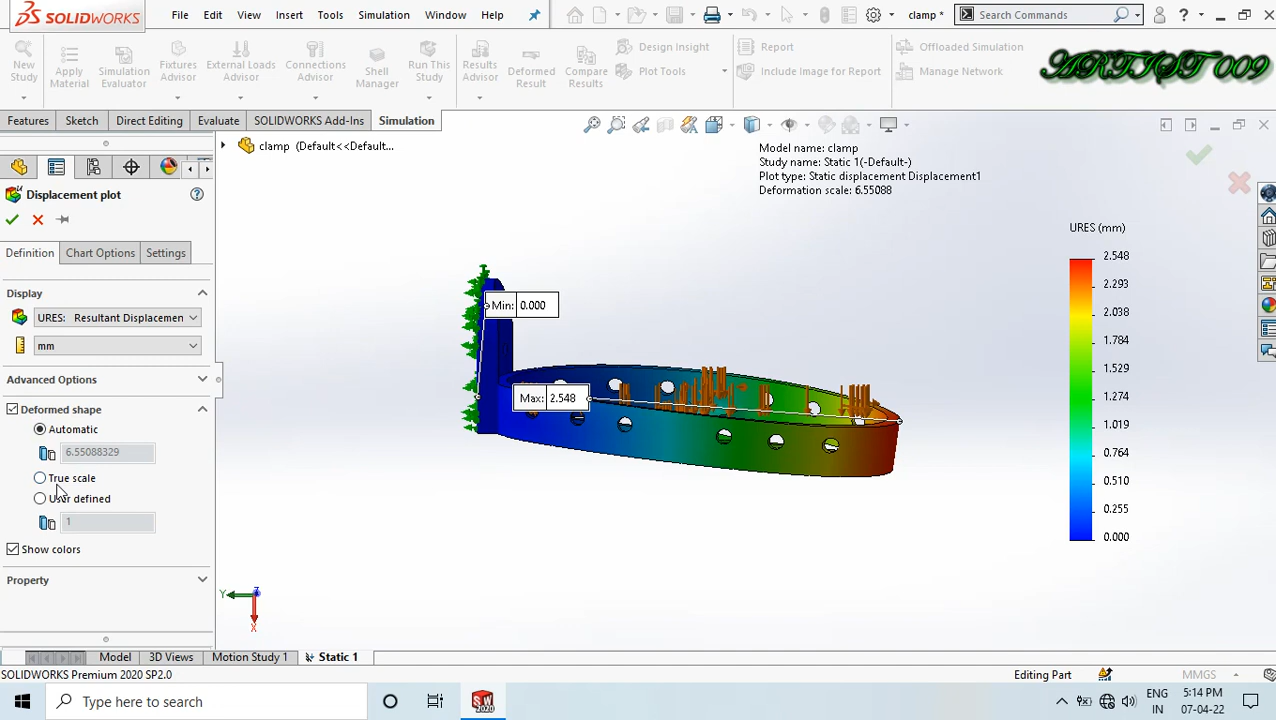 SOLIDWORKS File Edit View Insert Tools Simulation Window Help clamp * Search Commands ?
New Study
Apply Material
Simulation Evaluator
Fixtures Advisor
External Loads Advisor
Connections Advisor
Shell Manager
Run This Study
Results Advisor
Deformed Result
Compare Results
Design Insight
Plot Tools
Report
Include Image for Report
Offloaded Simulation
Manage Network
ARTIST 009
Features Sketch Direct Editing Evaluate SOLIDWORKS Add-Ins Simulation
clamp (Default<<Default...
Model name: clamp
Study name: Static 1(-Default-)
Plot type: Static displacement Displacement1
Deformation scale: 6.55088
Displacement plot ?
Definition Chart Options Settings
Display
URES: Resultant Displacemen
mm
Advanced Options
Deformed shape
Automatic
6.55088329
True scale
User defined
1
Show colors
Property
Min: 0.000
Max: 2.548
URES (mm)
2.548
2.293
2.038
1.784
1.529
1.274
1.019
0.764
0.510
0.255
0.000
Y Z
X
Model 3D Views Motion Study 1 Static 1
SOLIDWORKS Premium 2020 SP2.0 Editing Part MMGS
Type here to search
SW
2020
ENG
IN
5:14 PM
07-04-22